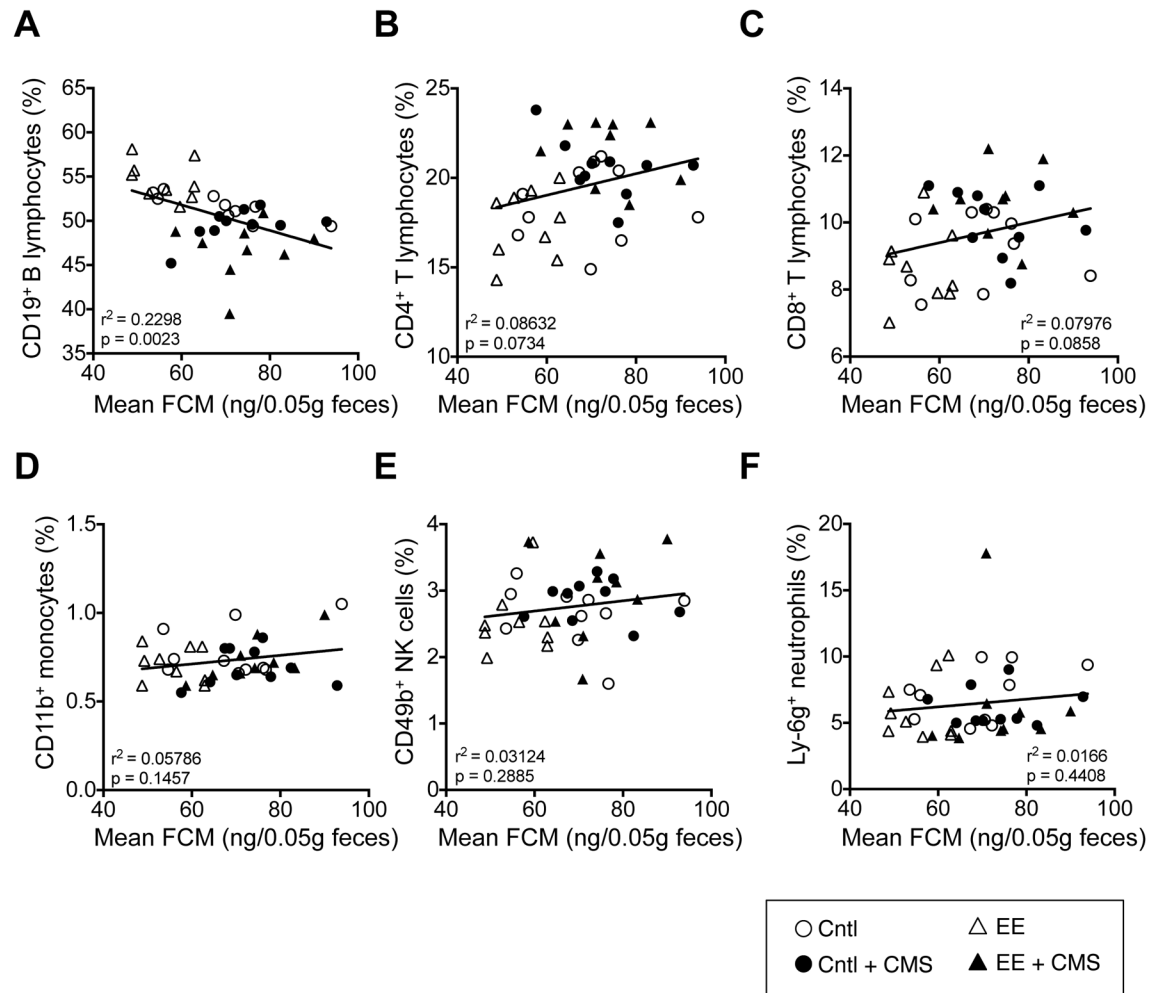 A
CD19⁺ B lymphocytes (%)
65
60
55
50
45
40
35
r² = 0.2298
p = 0.0023
40 60 80 100
Mean FCM (ng/0.05g feces)
B
CD4⁺ T lymphocytes (%)
25
20
15
10
r² = 0.08632
p = 0.0734
40 60 80 100
Mean FCM (ng/0.05g feces)
C
CD8⁺ T lymphocytes (%)
14
12
10
8
6
r² = 0.07976
p = 0.0858
40 60 80 100
Mean FCM (ng/0.05g feces)
D
CD11b⁺ monocytes (%)
1.5
1.0
0.5
0.0
r² = 0.05786
p = 0.1457
40 60 80 100
Mean FCM (ng/0.05g feces)
E
CD49b⁺ NK cells (%)
4
3
2
1
0
r² = 0.03124
p = 0.2885
40 60 80 100
Mean FCM (ng/0.05g feces)
F
Ly-6g⁺ neutrophils (%)
20
15
10
5
0
r² = 0.0166
p = 0.4408
40 60 80 100
Mean FCM (ng/0.05g feces)
Cntl EE
Cntl + CMS EE + CMS